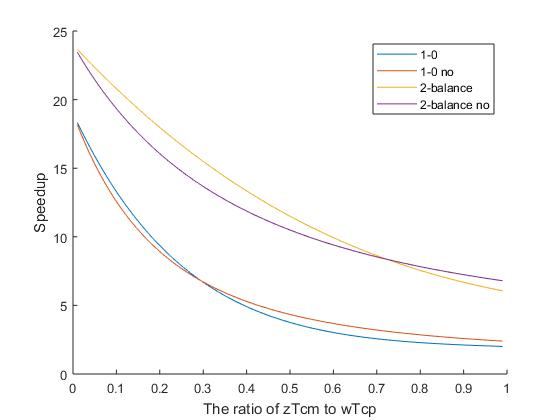 25
20
15
10
5
0
Speedup
1-0
1-0 no
2-balance
2-balance no
0 0.1 0.2 0.3 0.4 0.5 0.6 0.7 0.8 0.9 1
The ratio of zTcm to wTcp